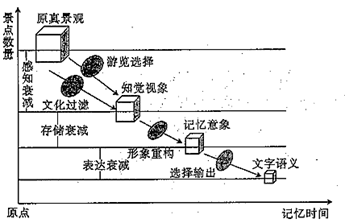 景点数量
原真景观
游览选择
感知衰减
知觉视象
文化过滤
存储衰减
记忆意象
形象重构
表达衰减
文字语义
选择输出
原点
记忆时间